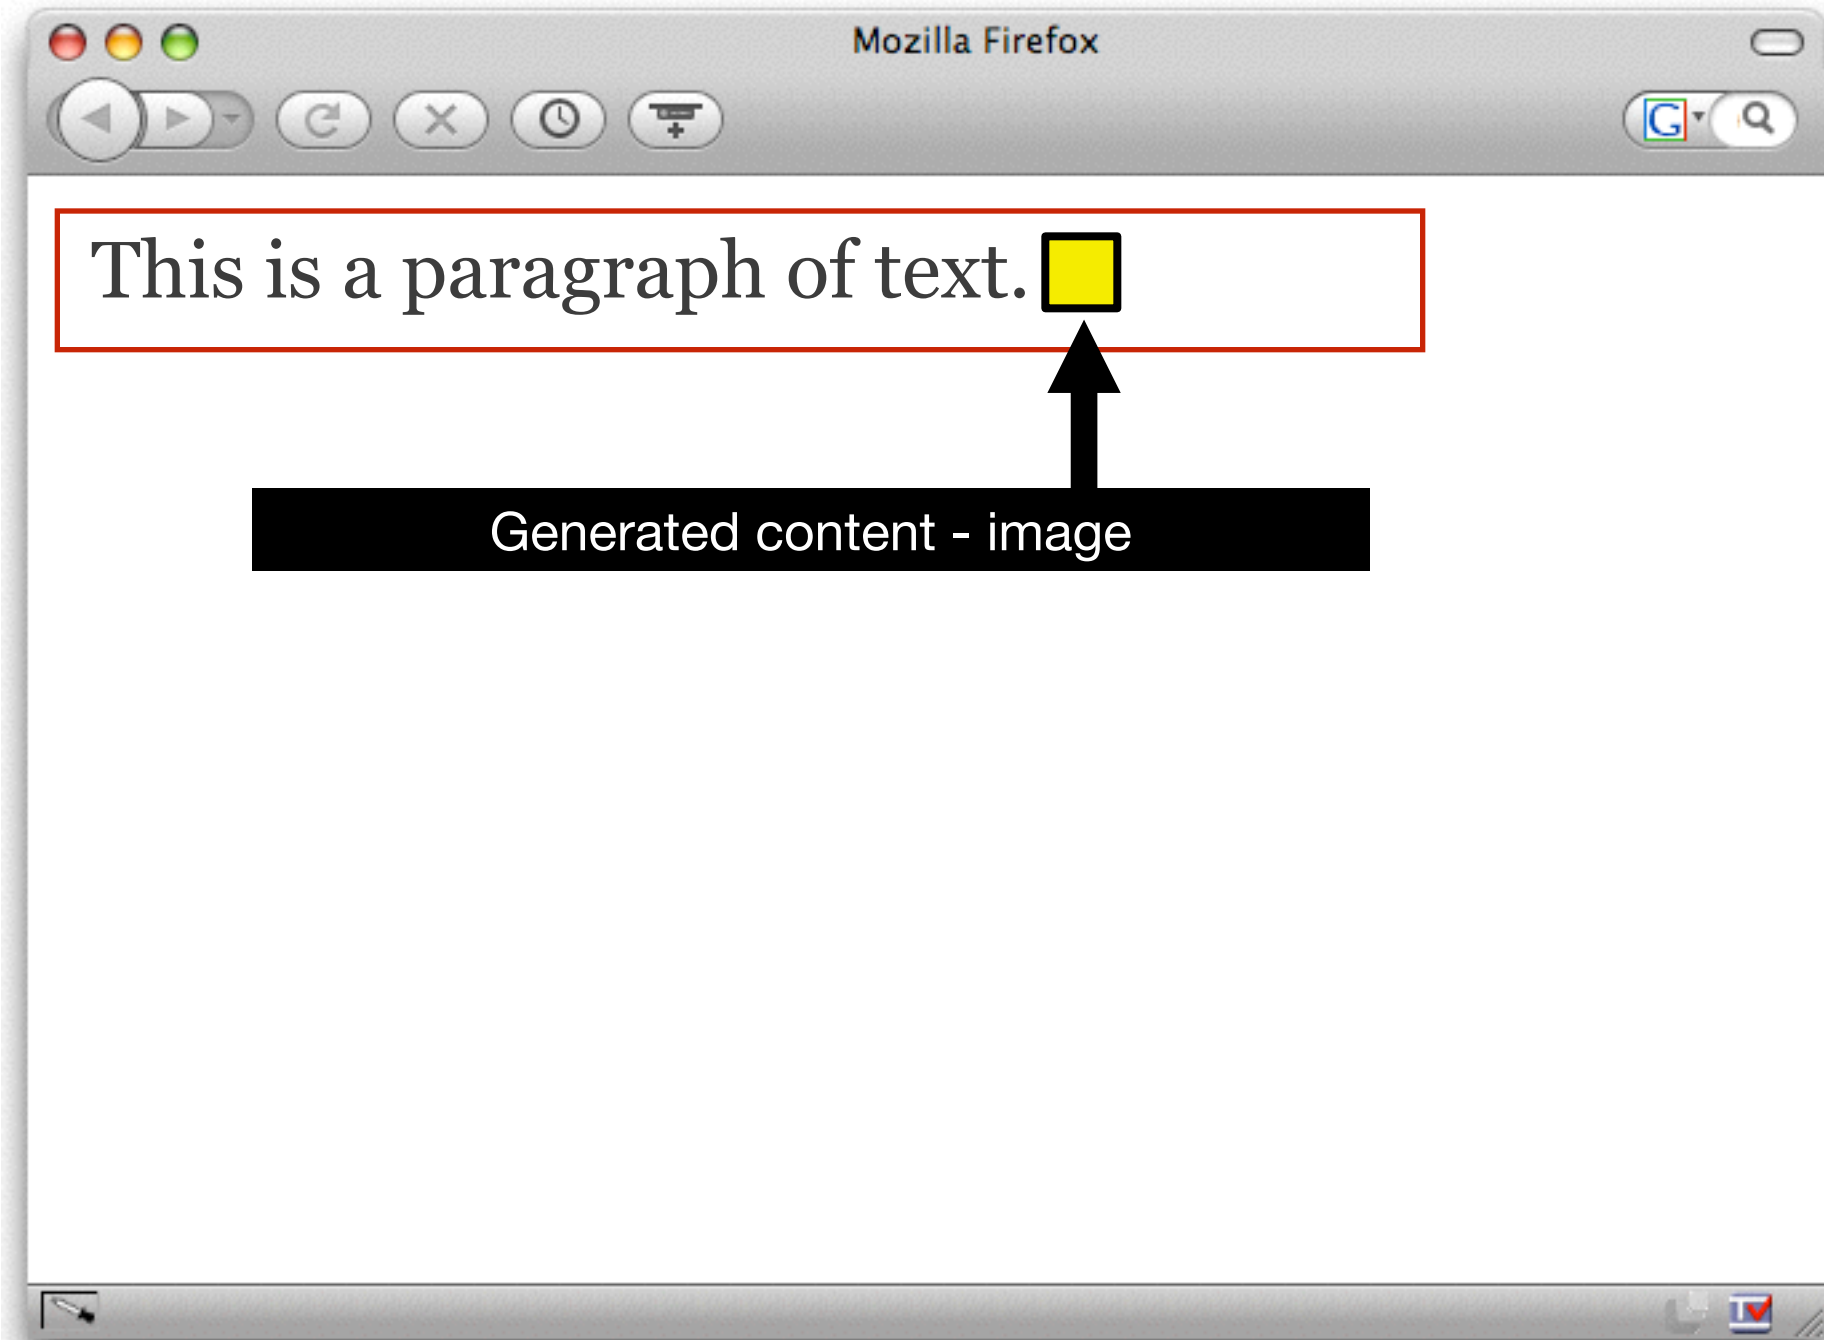 Mozilla Firefox
G
This is a paragraph of text.
Generated content - image